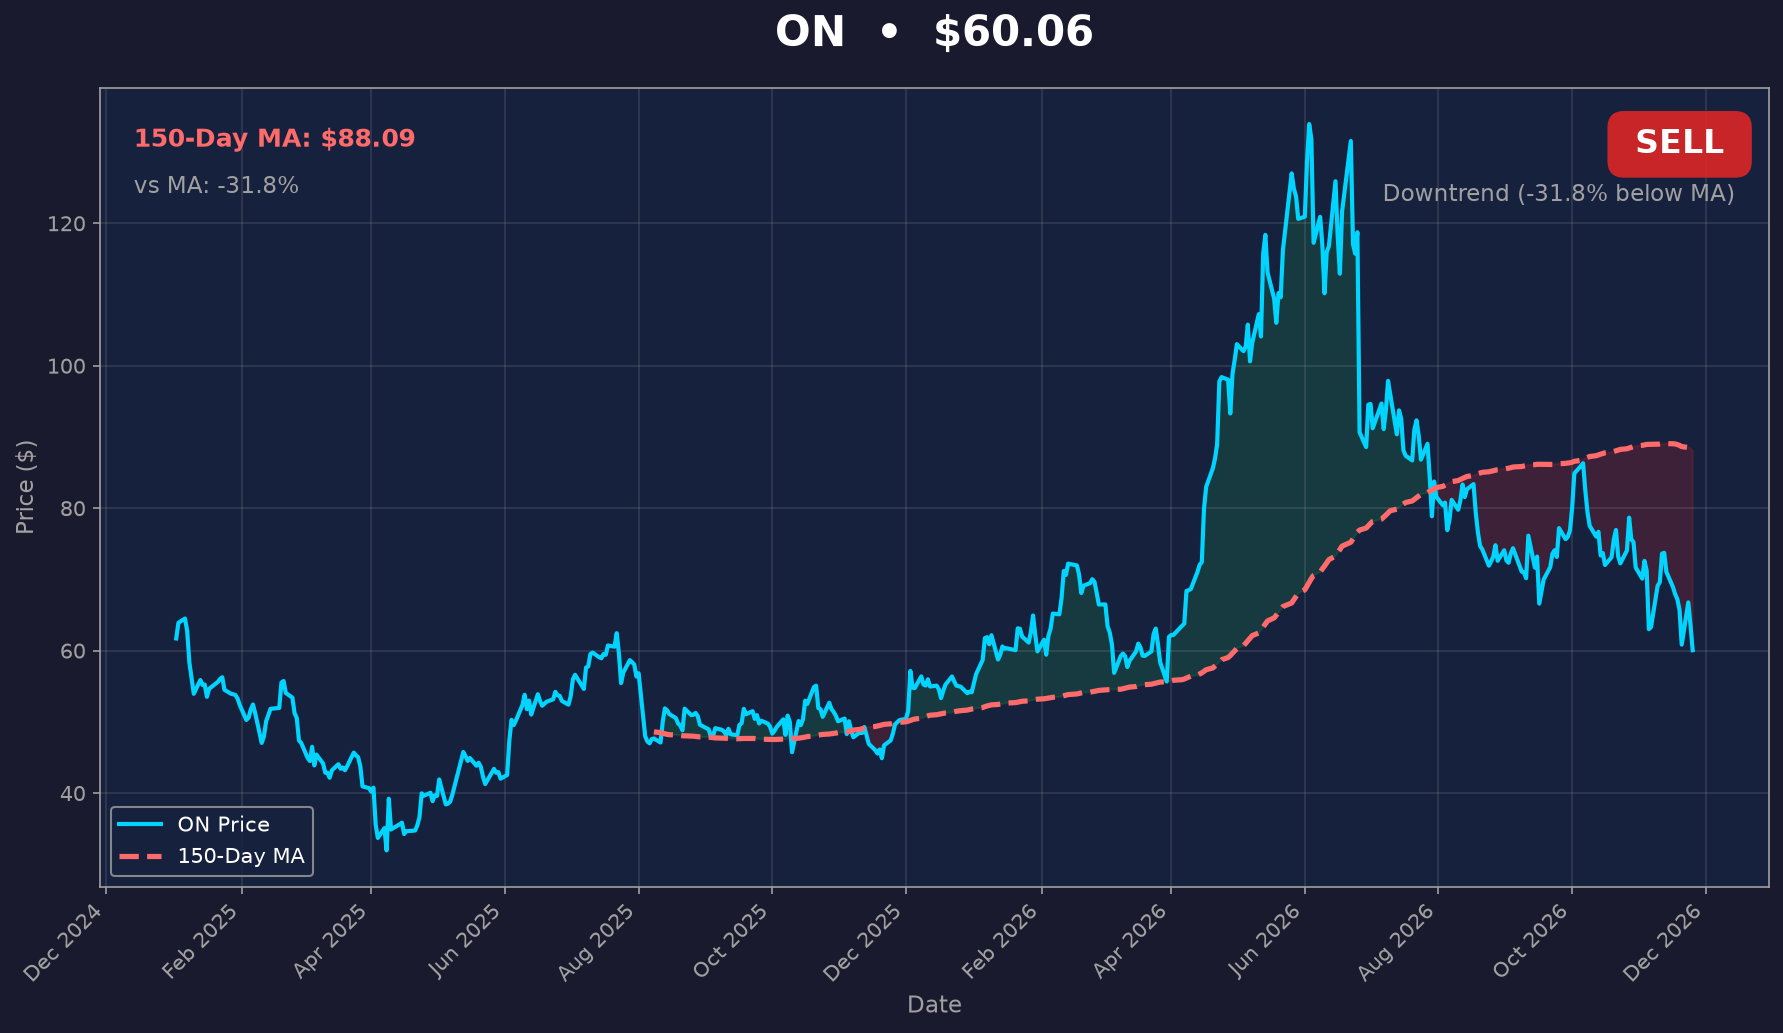 ON • $60.06
150-Day MA: $88.09
vs MA: -31.8%
SELL
Downtrend (-31.8% below MA)
Price ($)
120
100
80
60
40
ON Price
150-Day MA
Dec 2024
Feb 2025
Apr 2025
Jun 2025
Aug 2025
Oct 2025
Dec 2025
Feb 2026
Apr 2026
Jun 2026
Aug 2026
Oct 2026
Dec 2026
Date